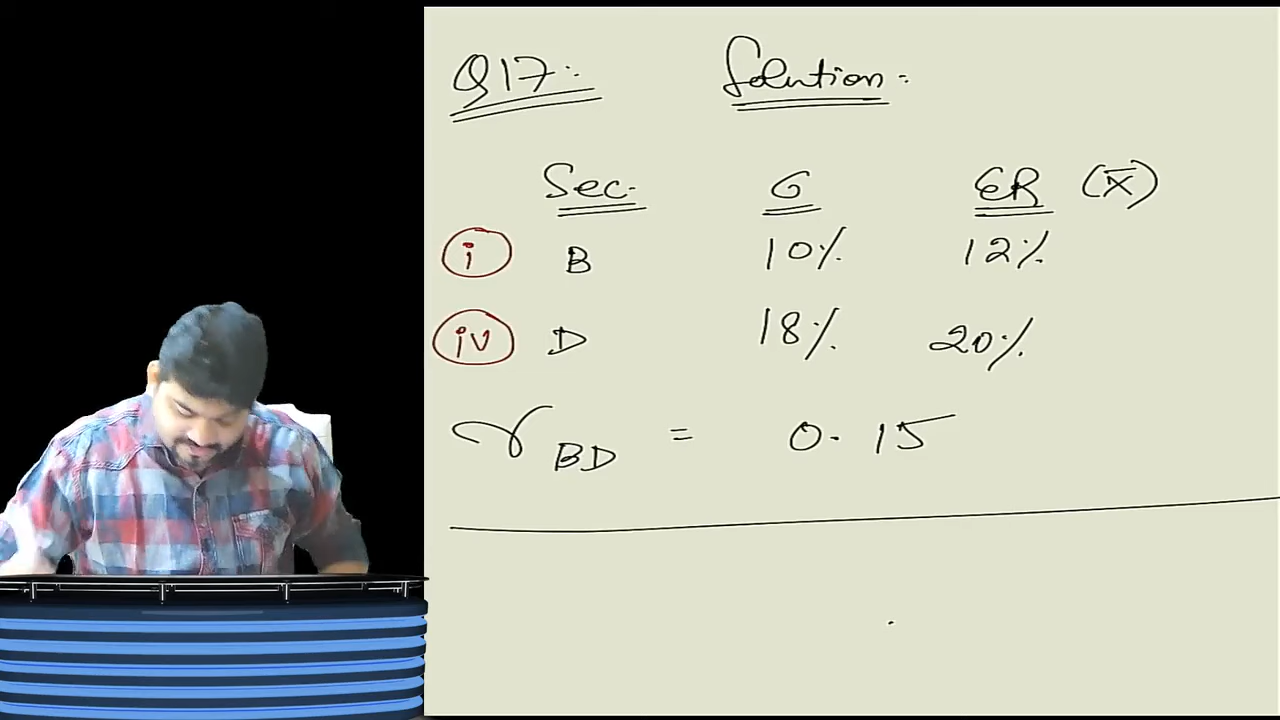 Q17:- Solution:-
Sec. σ ER (x̄)
i B 10% 12%
iv D 18% 20%
r BD = 0.15